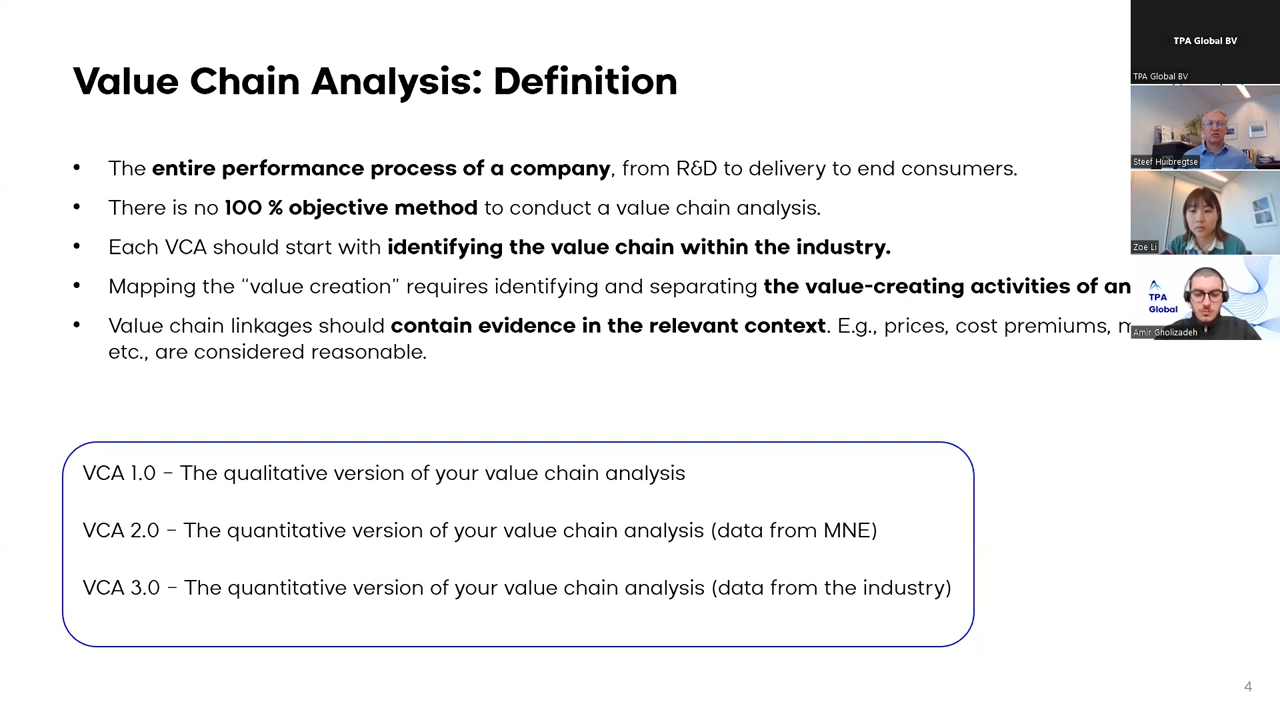 Value Chain Analysis: Definition
• The entire performance process of a company, from R&D to delivery to end consumers.
• There is no 100 % objective method to conduct a value chain analysis.
• Each VCA should start with identifying the value chain within the industry.
• Mapping the “value creation” requires identifying and separating the value-creating activities of an
• Value chain linkages should contain evidence in the relevant context. E.g., prices, cost premiums,
etc., are considered reasonable.
VCA 1.0 – The qualitative version of your value chain analysis
VCA 2.0 – The quantitative version of your value chain analysis (data from MNE)
VCA 3.0 – The quantitative version of your value chain analysis (data from the industry)
4
TPA Global BV
TPA Global BV
Steef Huibregtse
Zoe Li
TPA
Global
Amir Gholizadeh